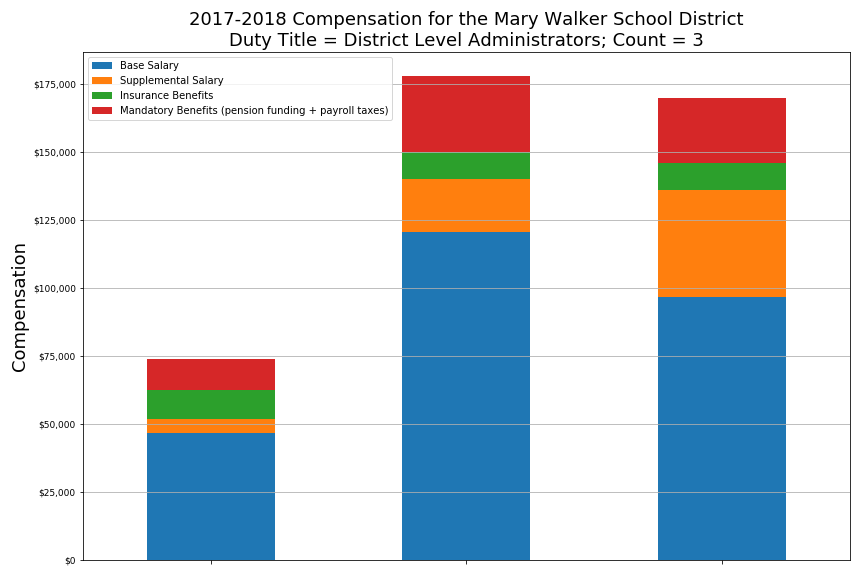 2017-2018 Compensation for the Mary Walker School District
Duty Title = District Level Administrators; Count = 3
Base Salary
Supplemental Salary
Insurance Benefits
Mandatory Benefits (pension funding + payroll taxes)
Compensation
$175,000
$150,000
$125,000
$100,000
$75,000
$50,000
$25,000
$0